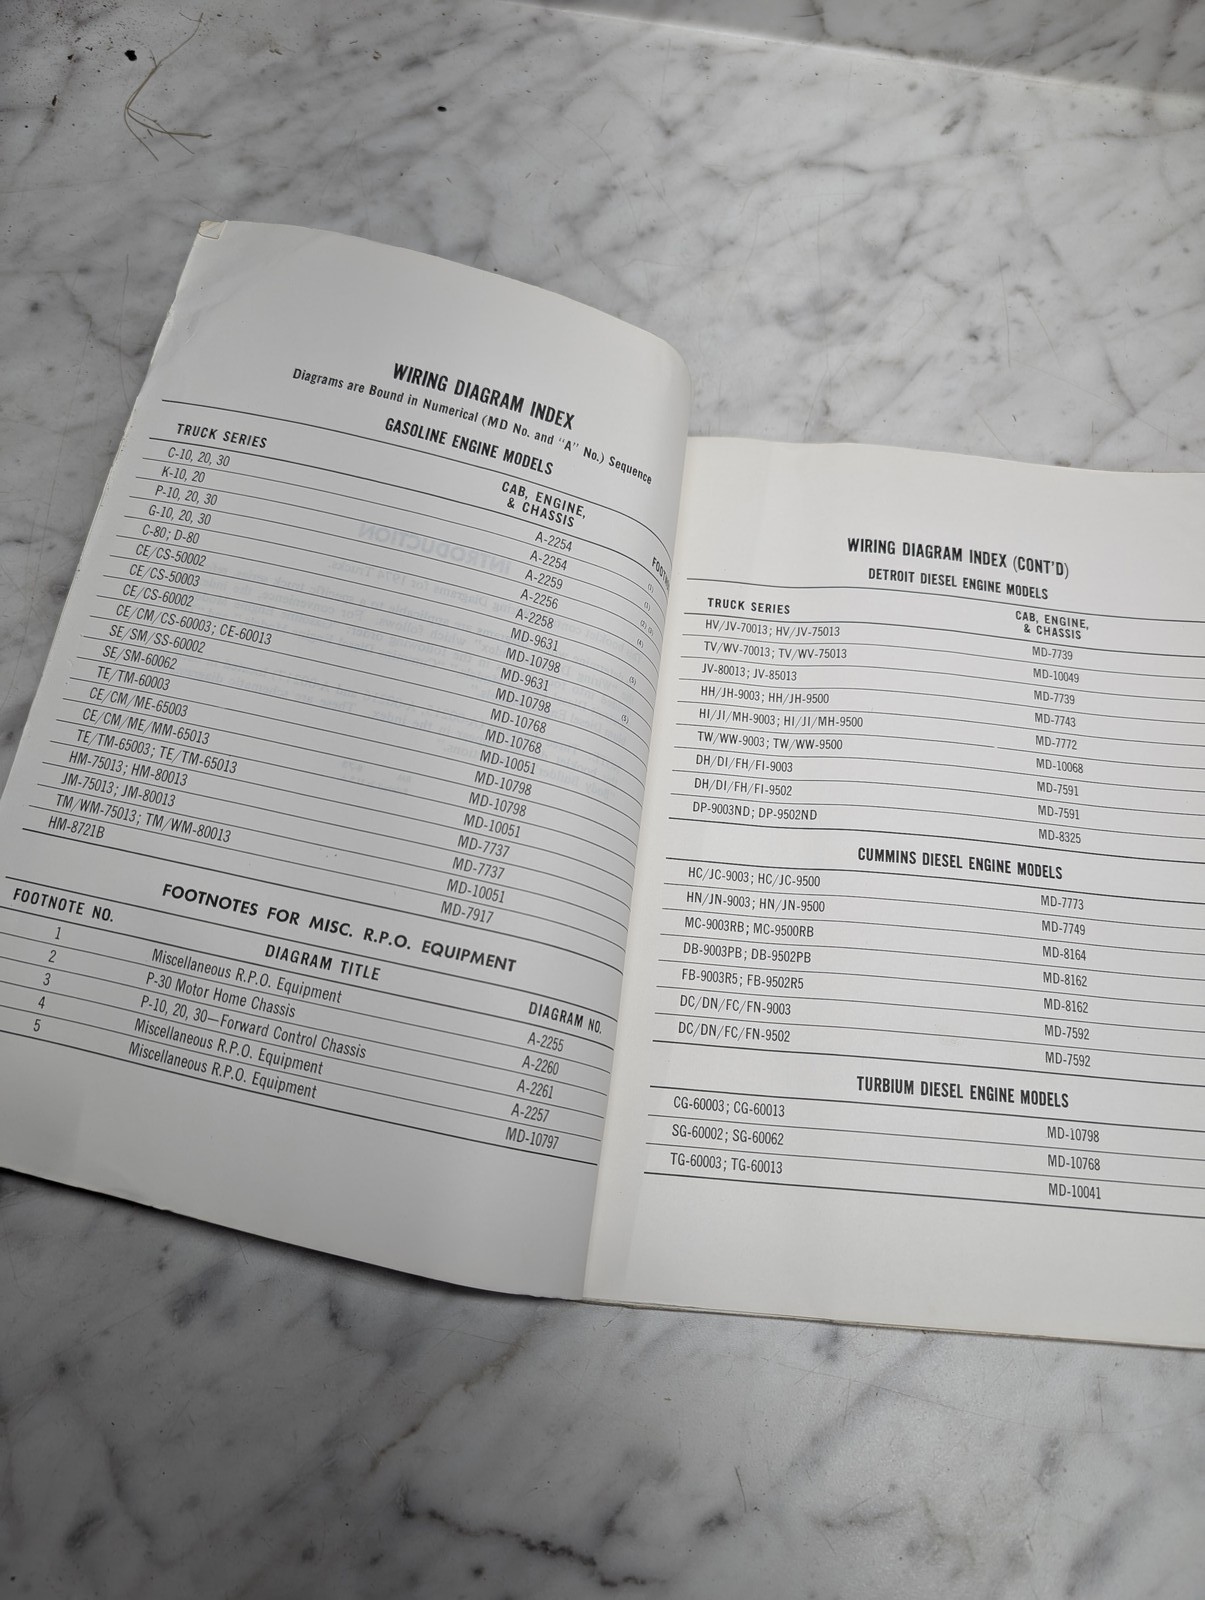 WIRING DIAGRAM INDEX
Diagrams are Bound in Numerical (MD No. and "A" No.) Sequence
GASOLINE ENGINE MODELS
TRUCK SERIES CAB, ENGINE,
& CHASSIS
C-10, 20, 30 A-2254 (1)
K-10, 20 A-2254 (1)
P-10, 20, 30 A-2259 (2) (3)
G-10, 20, 30 A-2256 (4)
C-80; D-80 A-2258
CE/CS-50002 MD-9631 (5)
CE/CS-50003 MD-10798
CE/CS-60002 MD-9631 (5)
CE/CM/CS-60003; CE-60013 MD-10798
SE/SM/SS-60002 MD-10768
SE/SM-60062 MD-10768
TE/TM-60003 MD-10051
CE/CM/ME-65003 MD-10798
CE/CM/ME/MM-65013 MD-10798
TE/TM-65003; TE/TM-65013 MD-10051
HM-75013; HM-80013 MD-7737
JM-75013; JM-80013 MD-7737
TM/WM-75013; TM/WM-80013 MD-10051
HM-8721B MD-7917
FOOTNOTES FOR MISC. R.P.O. EQUIPMENT
FOOTNOTE NO. DIAGRAM TITLE DIAGRAM NO.
1 Miscellaneous R.P.O. Equipment A-2255
2 P-30 Motor Home Chassis A-2260
3 P-10, 20, 30—Forward Control Chassis A-2261
4 Miscellaneous R.P.O. Equipment A-2257
5 Miscellaneous R.P.O. Equipment MD-10797
WIRING DIAGRAM INDEX (CONT'D)
DETROIT DIESEL ENGINE MODELS
TRUCK SERIES CAB, ENGINE,
& CHASSIS
HV/JV-70013; HV/JV-75013 MD-7739
TV/WV-70013; TV/WV-75013 MD-10049
JV-80013; JV-85013 MD-7739
HH/JH-9003; HH/JH-9500 MD-7743
HI/JI/MH-9003; HI/JI/MH-9500 MD-7772
TW/WW-9003; TW/WW-9500 MD-10068
DH/DI/FH/FI-9003 MD-7591
DH/DI/FH/FI-9502 MD-7591
DP-9003ND; DP-9502ND MD-8325
CUMMINS DIESEL ENGINE MODELS
HC/JC-9003; HC/JC-9500 MD-7773
HN/JN-9003; HN/JN-9500 MD-7749
MC-9003RB; MC-9500RB MD-8164
DB-9003PB; DB-9502PB MD-8162
FB-9003R5; FB-9502R5 MD-8162
DC/DN/FC/FN-9003 MD-7592
DC/DN/FC/FN-9502 MD-7592
TURBIUM DIESEL ENGINE MODELS
CG-60003; CG-60013 MD-10798
SG-60002; SG-60062 MD-10768
TG-60003; TG-60013 MD-10041